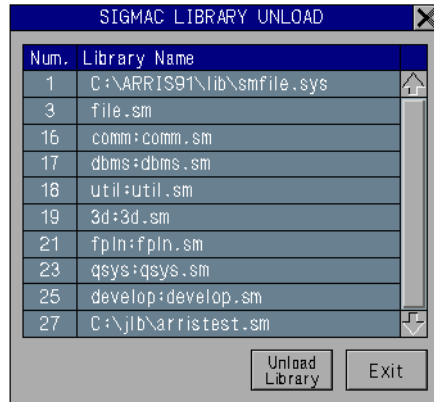 SIGMAC LIBRARY UNLOAD
Num. Library Name
1 C:\ARRIS91\lib\smfile.sys
3 file.sm
16 comm:comm.sm
17 dbms:dbms.sm
18 util:util.sm
19 3d:3d.sm
21 fpln:fpln.sm
23 qsys:qsys.sm
25 develop:develop.sm
27 C:\jlb\arristest.sm
Unload
Library
Exit